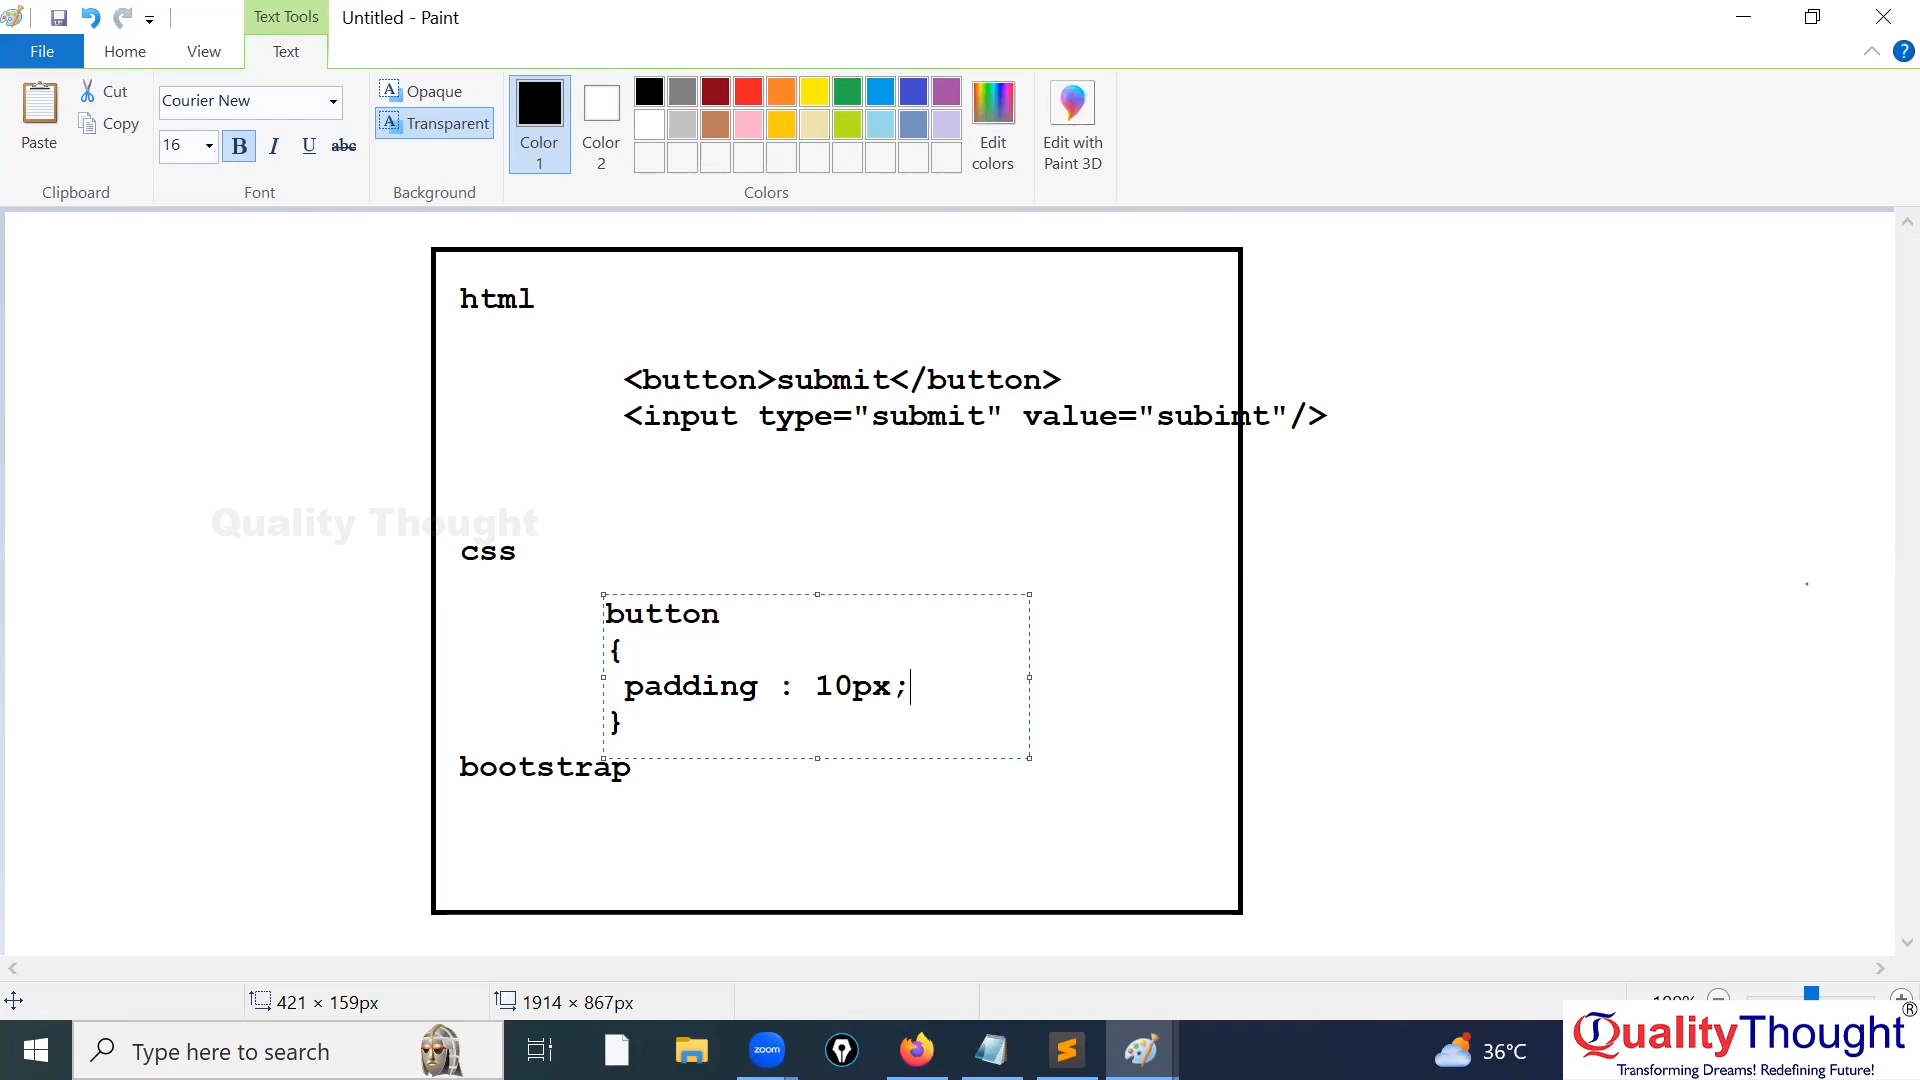 Text Tools
Untitled - Paint
File
Home
View
Text
Paste
Cut
Copy
Clipboard
Courier New
16
B
I
U
abc
Font
A Opaque
A Transparent
Background
Color
1
Color
2
Edit
colors
Colors
Edit with
Paint 3D
?
html
<button>submit</button>
<input type="submit" value="subimt"/>
Quality Thought
css
button
{
padding : 10px;
}
bootstrap
421 × 159px
1914 × 867px
100%
Type here to search
zoom
36°C
QualityThought®
Transforming Dreams! Redefining Future!